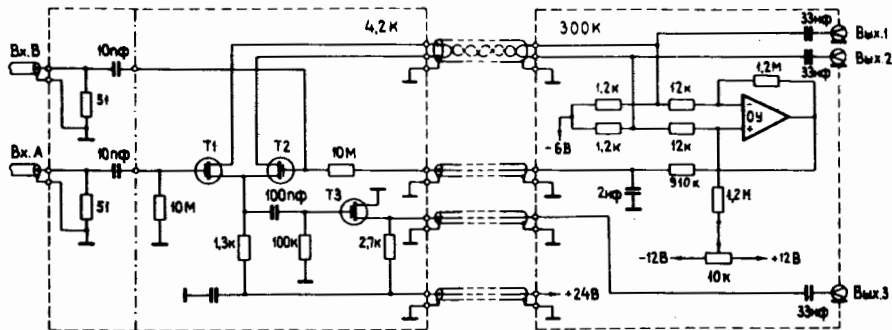 4,2К
300К
33нф
Вых.1
Вх.В
10пф
33нф
Вых.2
1,2к
12к
1,2М
51
-6В
1,2к
12к
-
+
ОУ
Вх.А
10пф
Т1
Т2
10М
910к
100пф
Т3
2нф
51
10М
1,2М
1,3к
100К
2,7к
-12В
+12В
10к
+24В
33нф
Вых.3